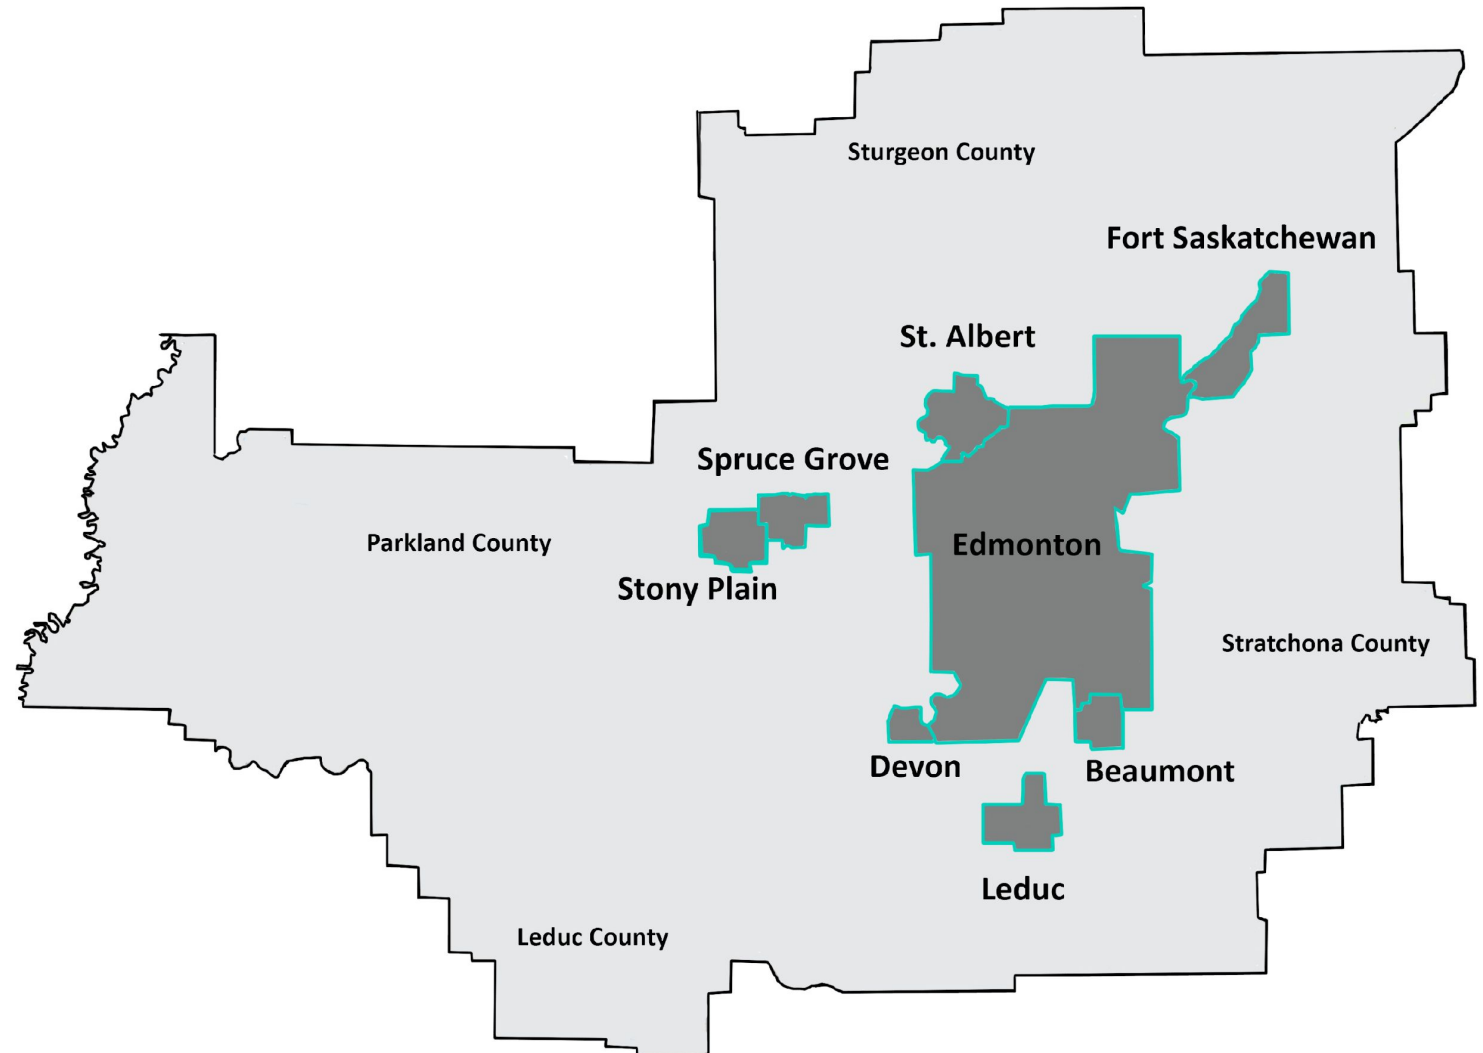 Sturgeon County
Fort Saskatchewan
St. Albert
Spruce Grove
Parkland County
Edmonton
Stony Plain
Stratchona County
Devon
Beaumont
Leduc
Leduc County